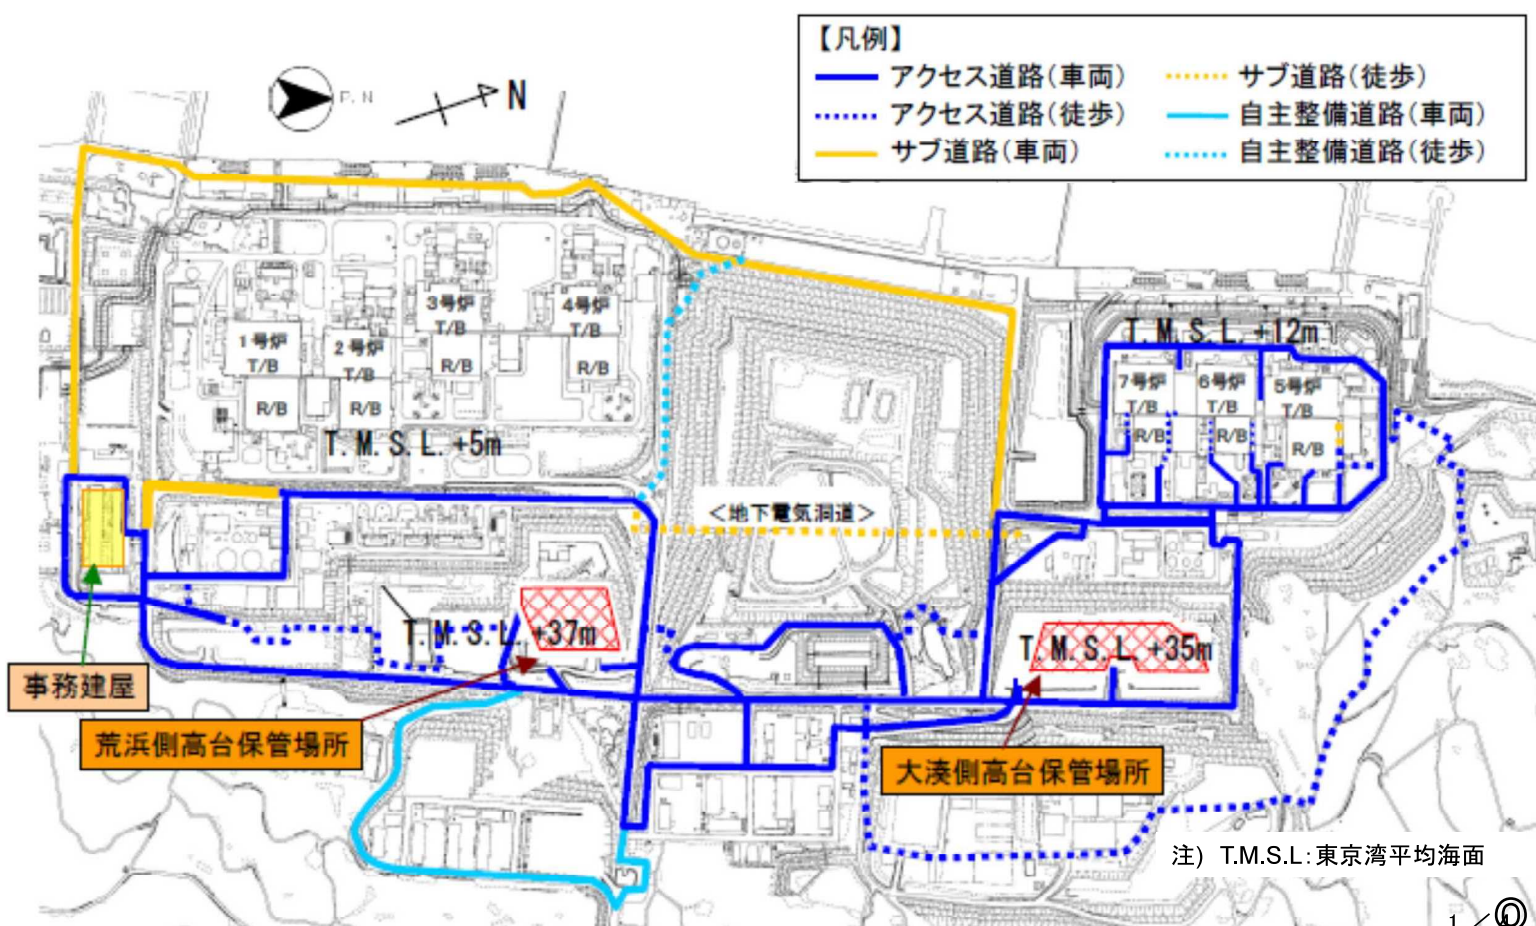 【凡例】
アクセス道路(車両)
サブ道路(徒歩)
アクセス道路(徒歩)
自主整備道路(車両)
サブ道路(車両)
自主整備道路(徒歩)
P.N
N
3号炉
T/B
R/B
4号炉
T/B
R/B
1号炉
T/B
R/B
2号炉
T/B
R/B
T.M.S.L.+5m
T.M.S.L.+12m
7号炉
T/B
R/B
6号炉
T/B
R/B
5号炉
T/B
R/B
<地下電気洞道>
T.M.S.L.+37m
T.M.S.L.+35m
事務建屋
荒浜側高台保管場所
大湊側高台保管場所
注) T.M.S.L:東京湾平均海面